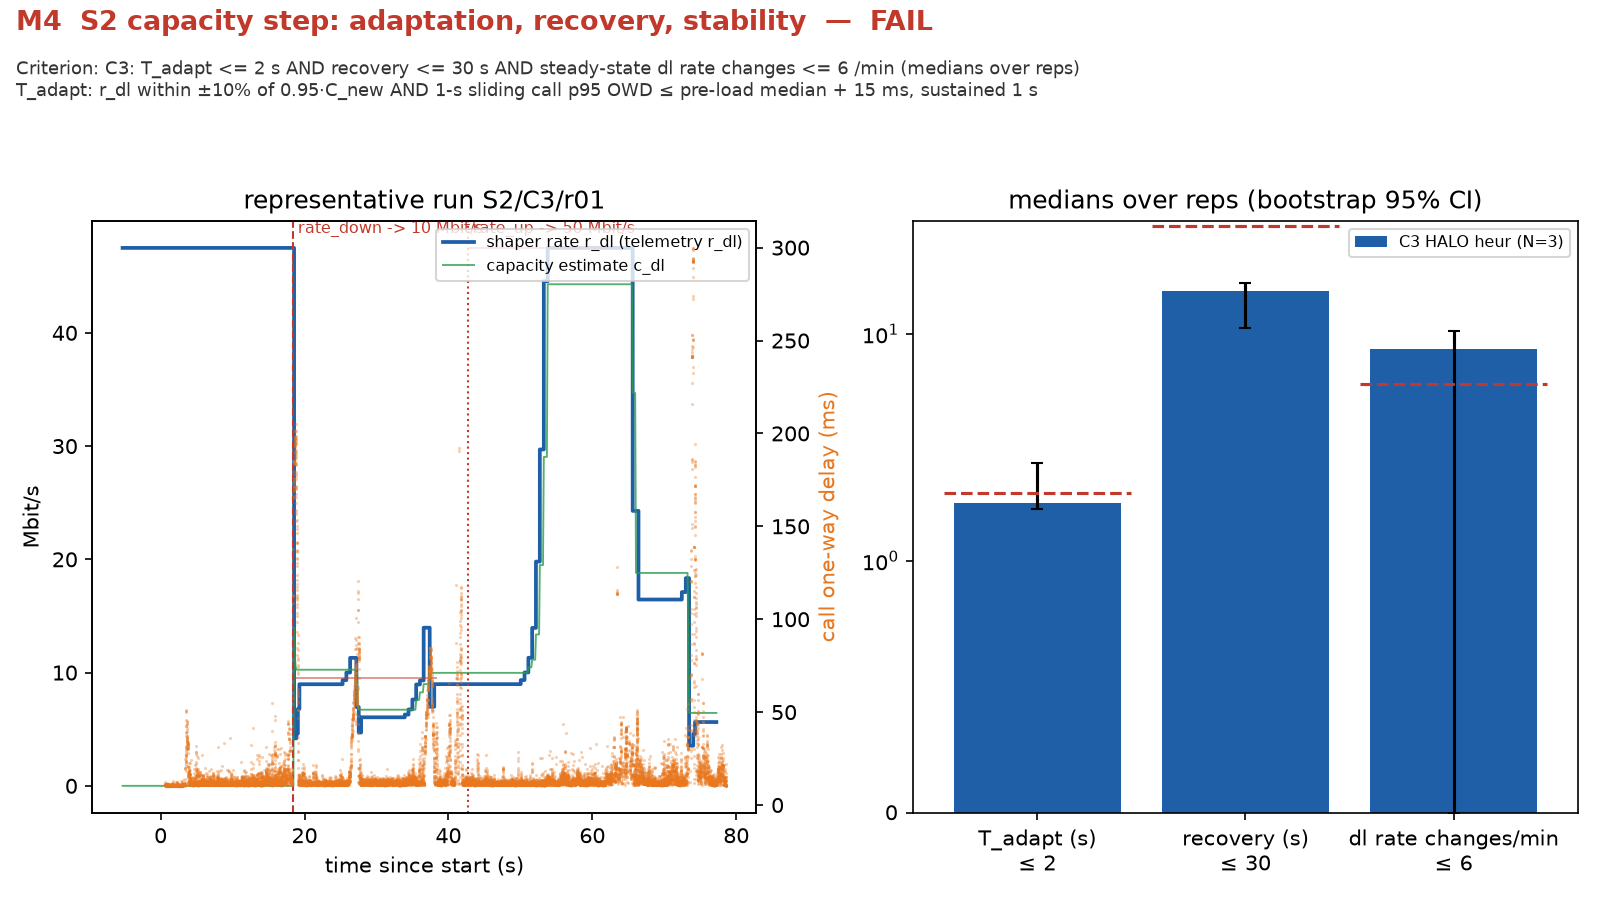 M4  S2 capacity step: adaptation, recovery, stability  —  FAIL
Criterion: C3: T_adapt <= 2 s AND recovery <= 30 s AND steady-state dl rate changes <= 6 /min (medians over reps)
T_adapt: r_dl within ±10% of 0.95·C_new AND 1-s sliding call p95 OWD ≤ pre-load median + 15 ms, sustained 1 s
representative run S2/C3/r01
rate_down -> 10 Mbit/s
rate_up -> 50 Mbit/s
shaper rate r_dl (telemetry r_dl)
capacity estimate c_dl
40
30
20
10
0
Mbit/s
300
250
200
150
100
50
0
call one-way delay (ms)
0 20 40 60 80
time since start (s)
medians over reps (bootstrap 95% CI)
C3 HALO heur (N=3)
10¹
10⁰
0
T_adapt (s) recovery (s) dl rate changes/min
≤ 2 ≤ 30 ≤ 6